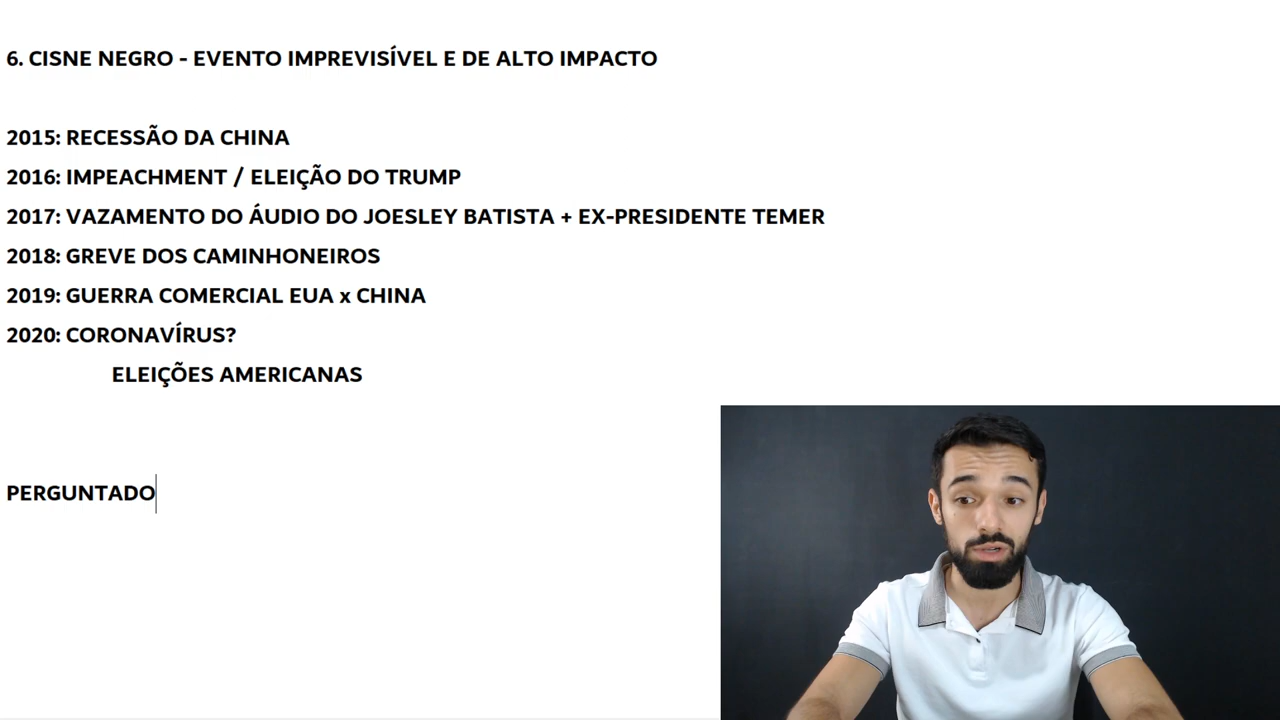 6. CISNE NEGRO - EVENTO IMPREVISÍVEL E DE ALTO IMPACTO
2015: RECESSÃO DA CHINA
2016: IMPEACHMENT / ELEIÇÃO DO TRUMP
2017: VAZAMENTO DO ÁUDIO DO JOESLEY BATISTA + EX-PRESIDENTE TEMER
2018: GREVE DOS CAMINHONEIROS
2019: GUERRA COMERCIAL EUA x CHINA
2020: CORONAVÍRUS?
ELEIÇÕES AMERICANAS
PERGUNTADO